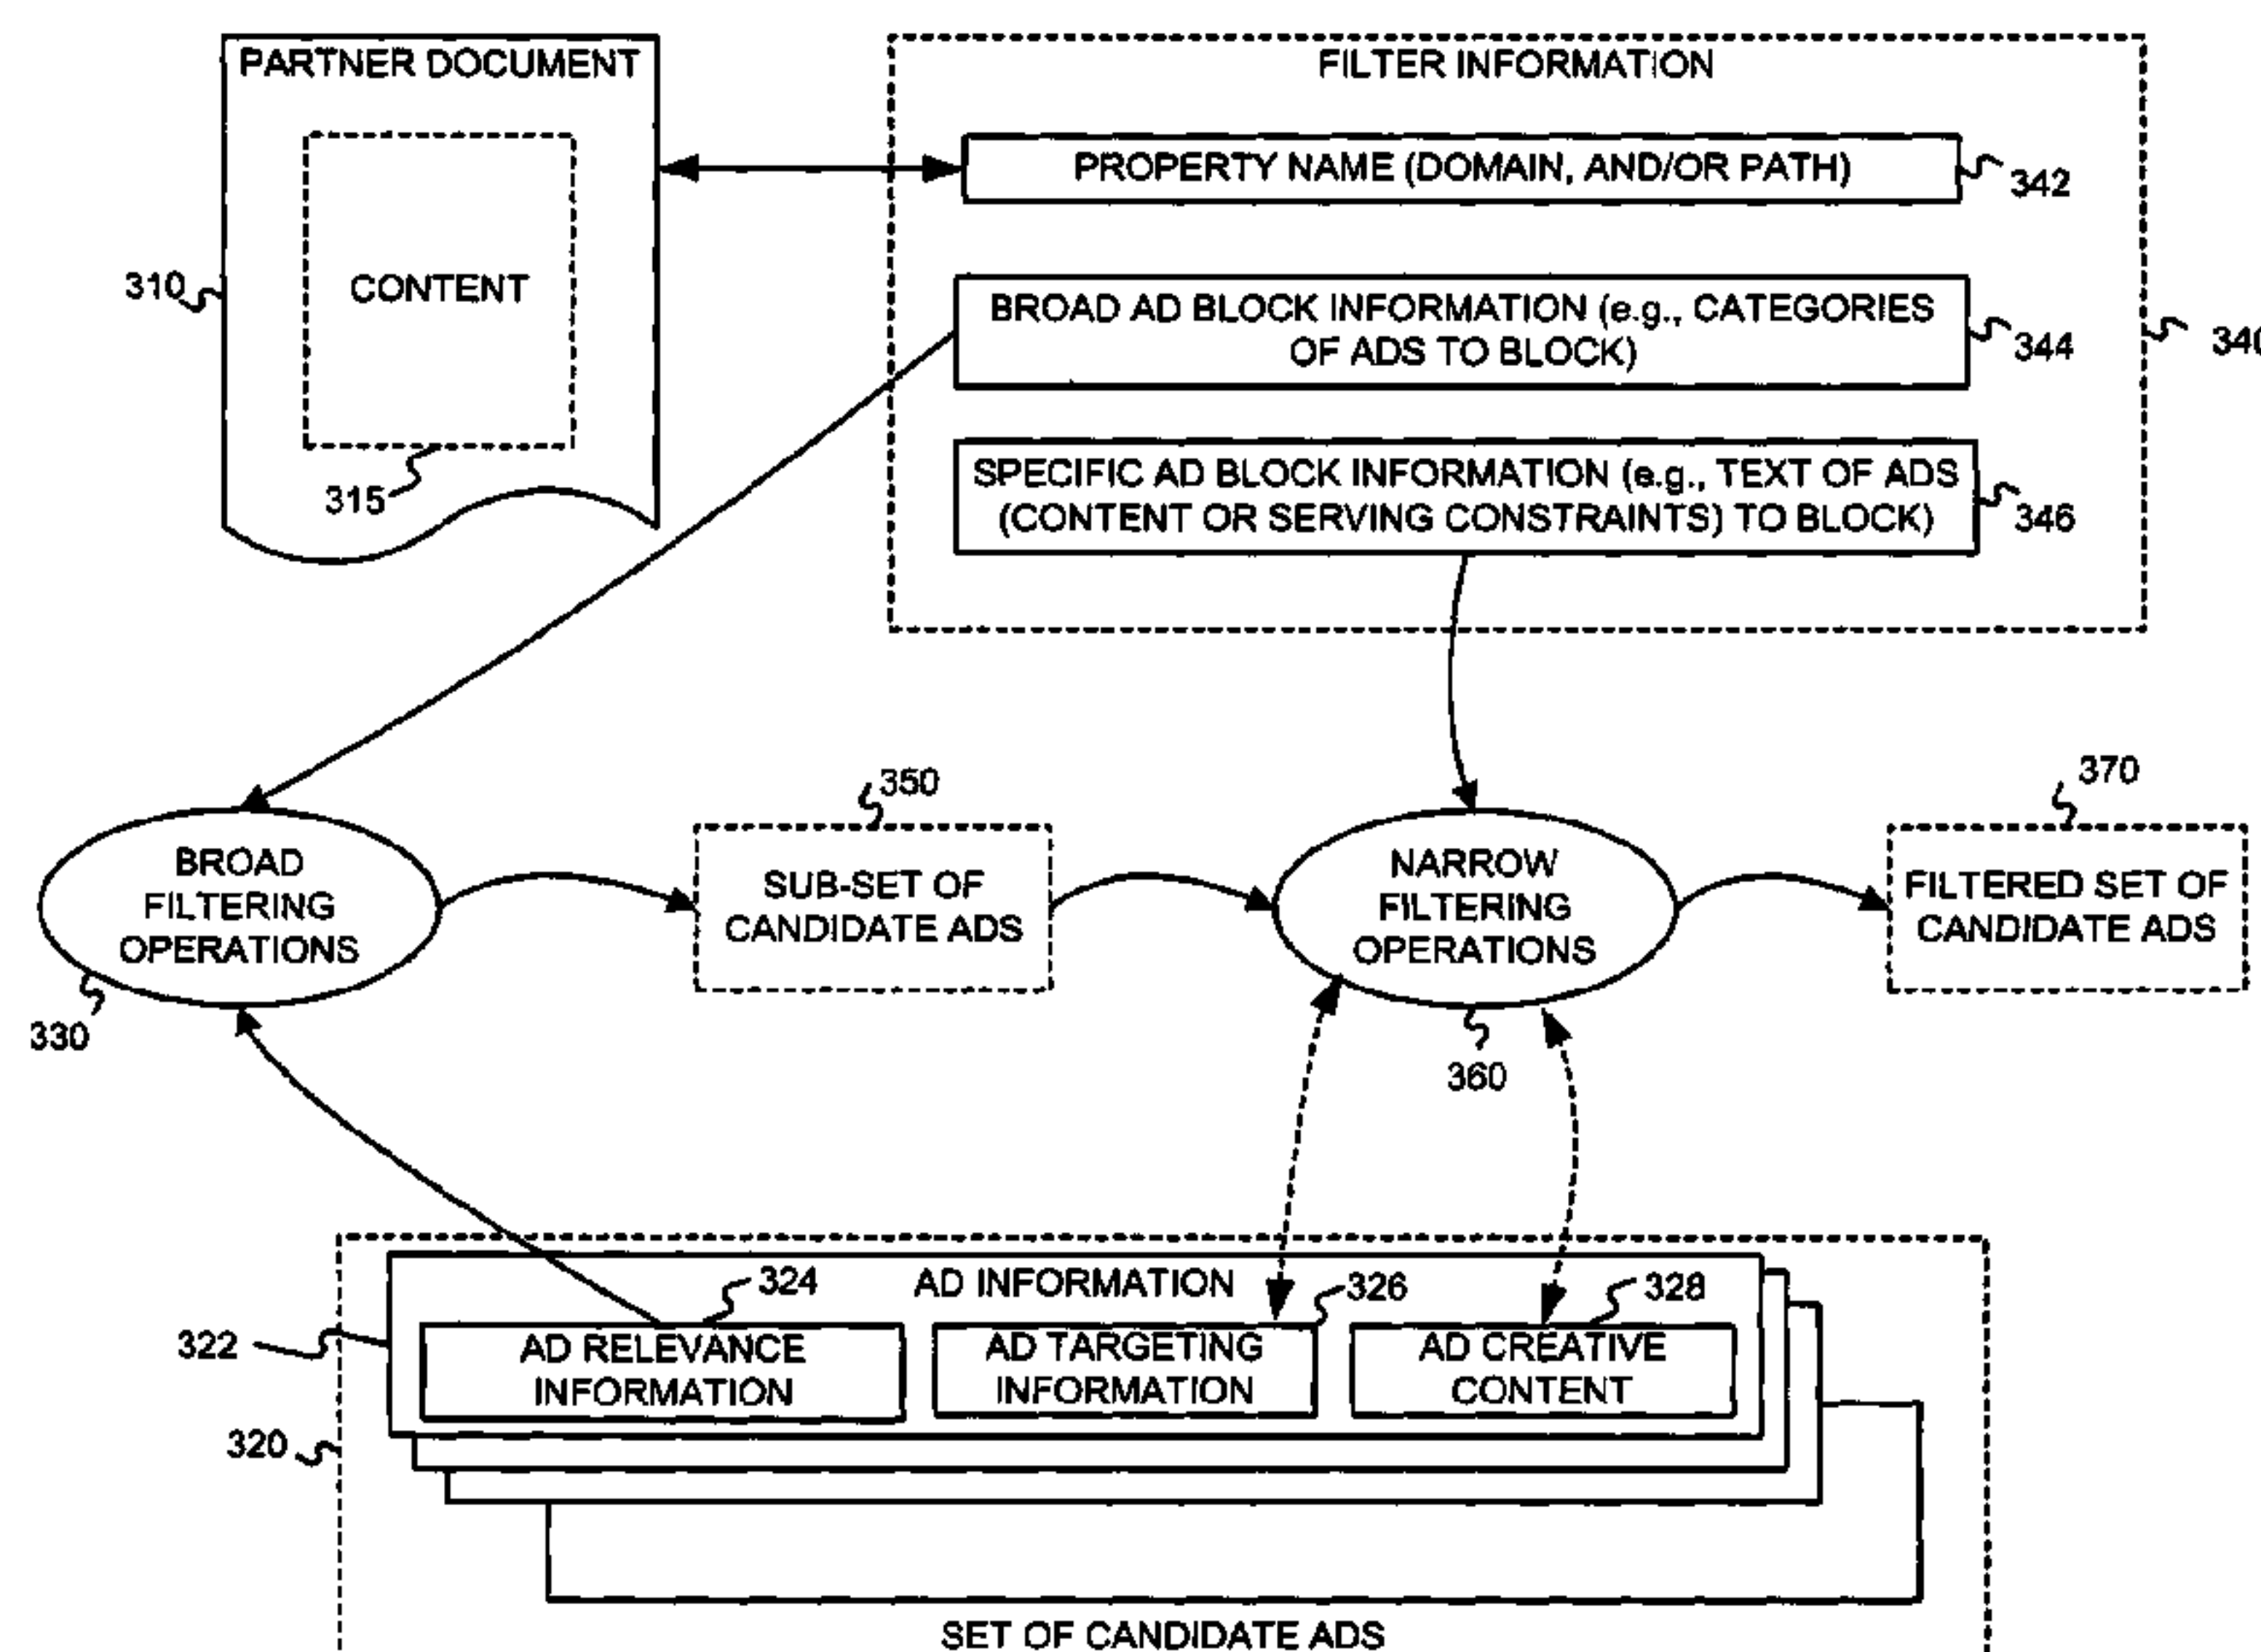 PARTNER DOCUMENT
CONTENT
310
315
FILTER INFORMATION
PROPERTY NAME (DOMAIN, AND/OR PATH)
342
BROAD AD BLOCK INFORMATION (e.g., CATEGORIES
OF ADS TO BLOCK)
344
340
SPECIFIC AD BLOCK INFORMATION (e.g., TEXT OF ADS
(CONTENT OR SERVING CONSTRAINTS) TO BLOCK)
346
BROAD
FILTERING
OPERATIONS
330
350
SUB-SET OF
CANDIDATE ADS
NARROW
FILTERING
OPERATIONS
360
370
FILTERED SET OF
CANDIDATE ADS
AD INFORMATION
322
324
AD RELEVANCE
INFORMATION
326
AD TARGETING
INFORMATION
328
AD CREATIVE
CONTENT
320
SET OF CANDIDATE ADS